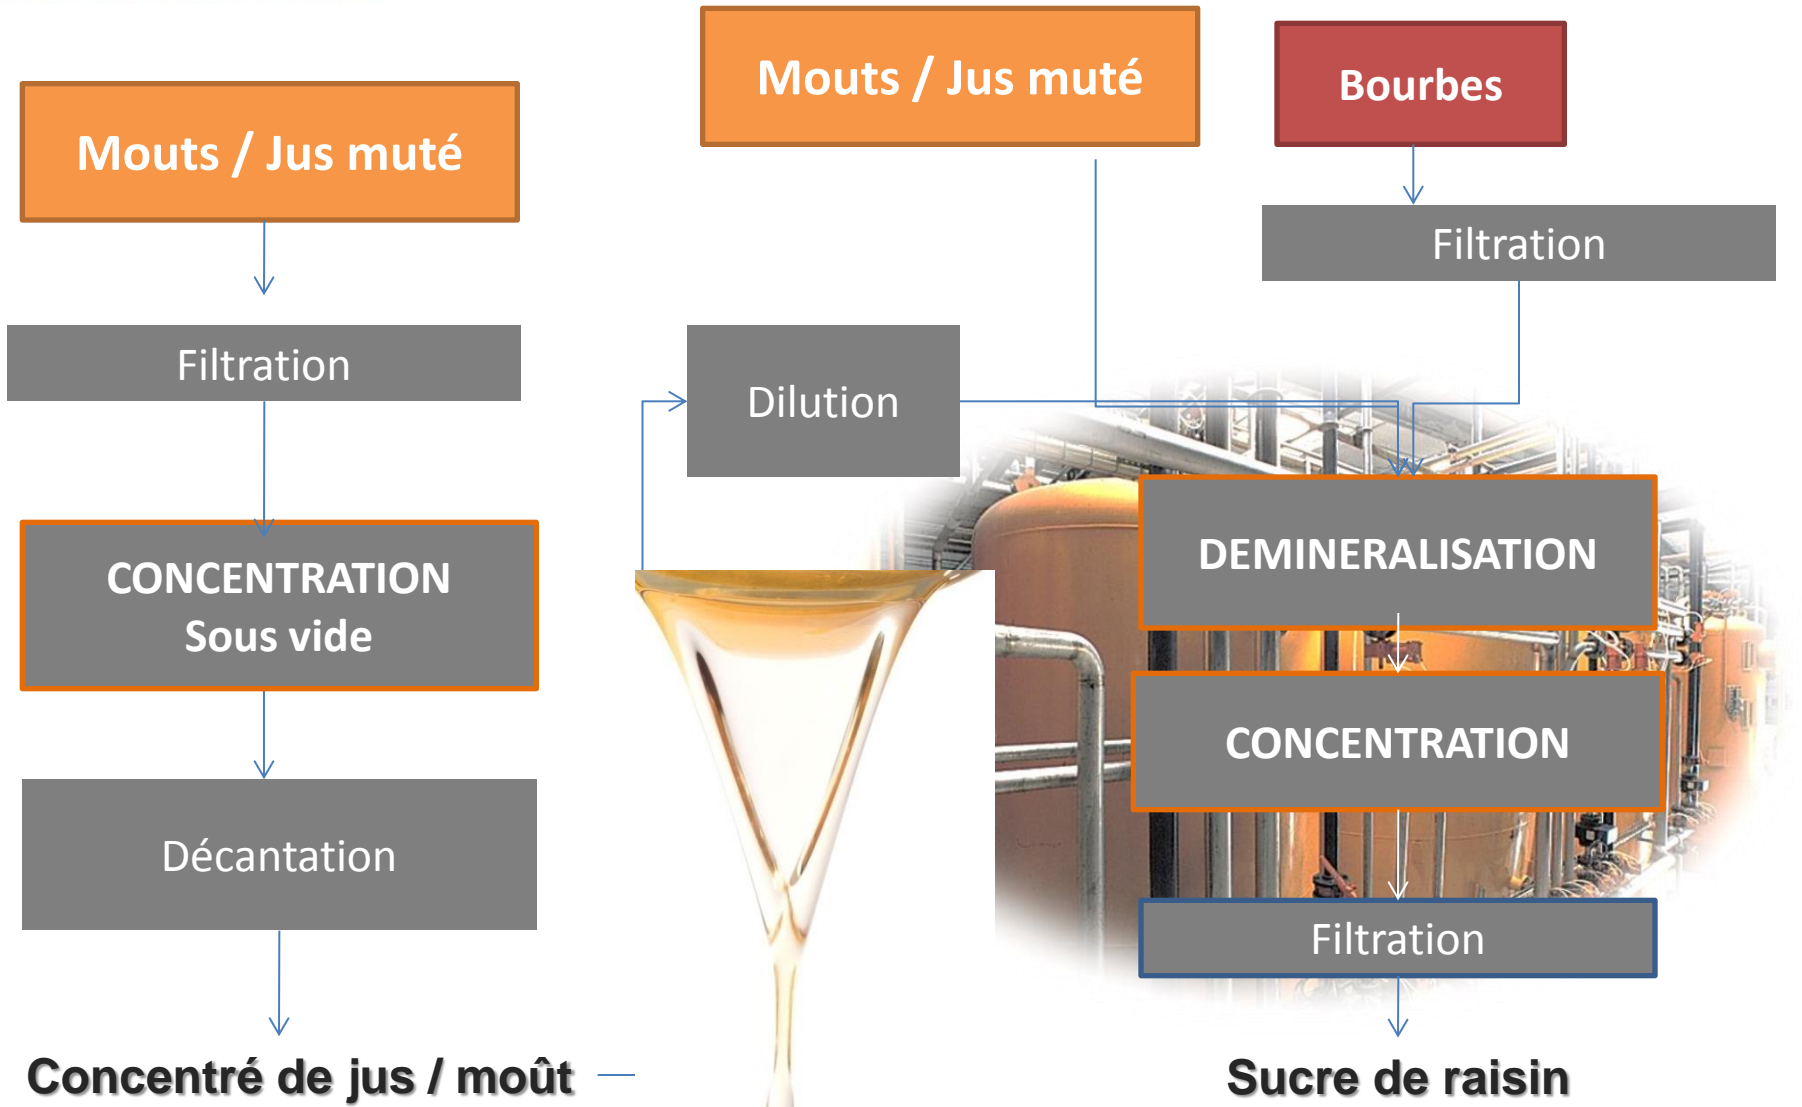 Mouts / Jus muté
Filtration
CONCENTRATION
Sous vide
Décantation
Concentré de jus / moût
Mouts / Jus muté
Bourbes
Filtration
Dilution
DEMINERALISATION
CONCENTRATION
Filtration
Sucre de raisin